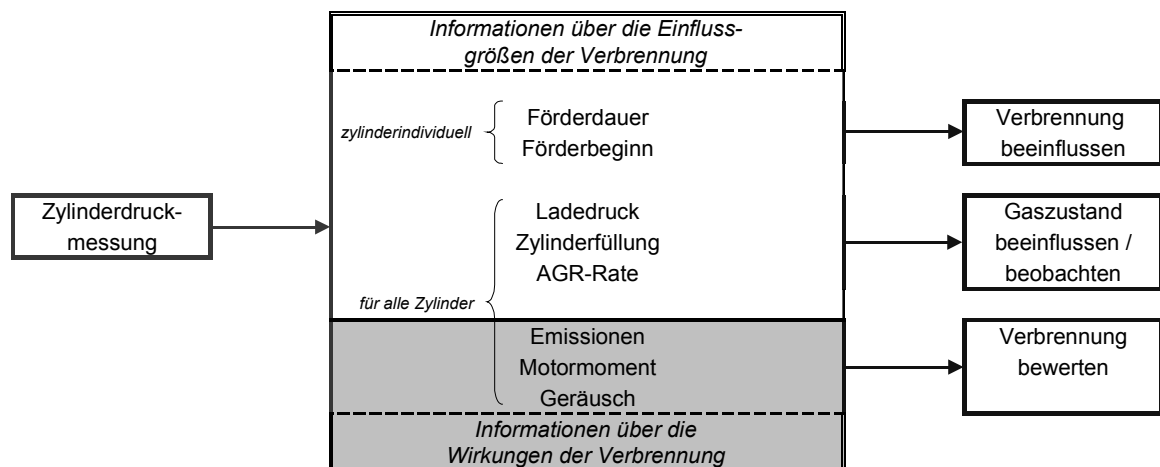 Informationen über die Einfluss-
größen der Verbrennung
zylinderindividuell
Förderdauer
Förderbeginn
Verbrennung
beeinflussen
Zylinderdruck-
messung
Ladedruck
Zylinderfüllung
AGR-Rate
Gaszustand
beeinflussen /
beobachten
für alle Zylinder
Emissionen
Motormoment
Geräusch
Verbrennung
bewerten
Informationen über die
Wirkungen der Verbrennung